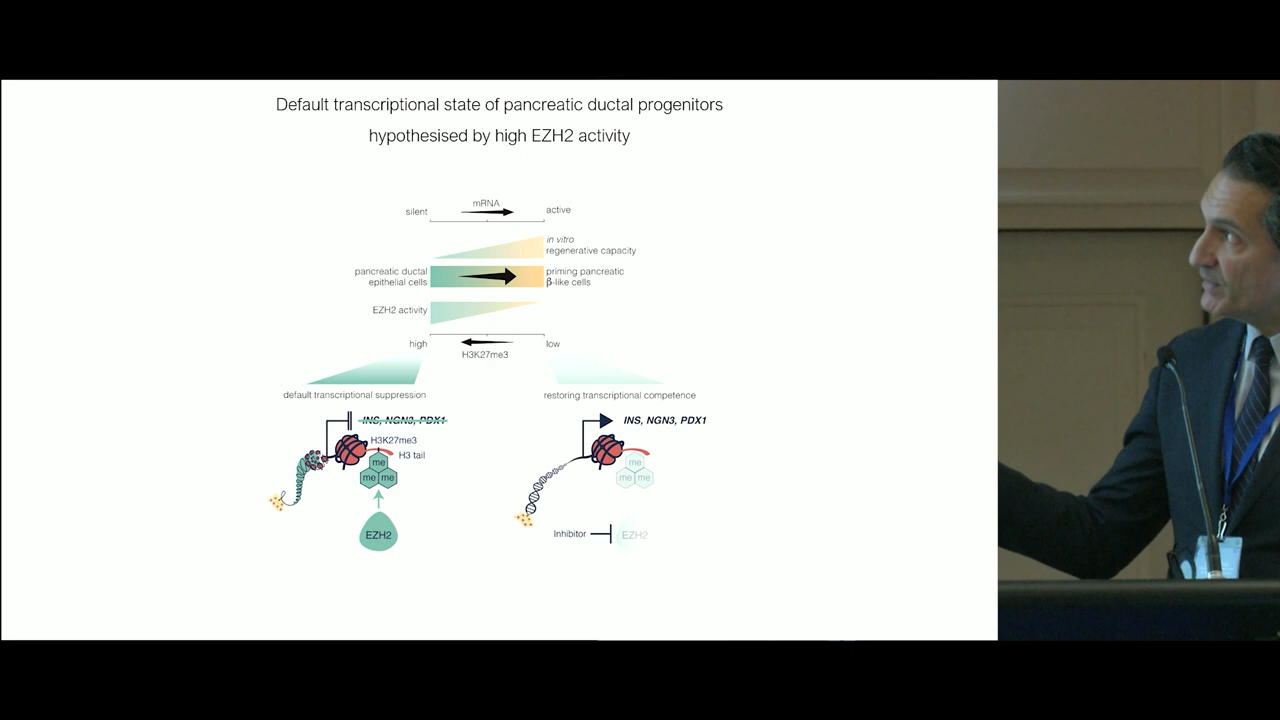 Default transcriptional state of pancreatic ductal progenitors
hypothesised by high EZH2 activity
mRNA
silent
active
in vitro
regenerative capacity
pancreatic ductal
epithelial cells
priming pancreatic
β-like cells
EZH2 activity
high
low
H3K27me3
default transcriptional suppression
restoring transcriptional competence
INS, NGN3, PDX1
INS, NGN3, PDX1
H3K27me3
H3 tail
me
me me
me
me me
EZH2
Inhibitor
EZH2